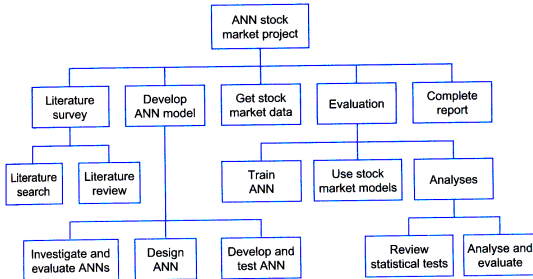 ANN stock
market project
Literature
survey
Develop
ANN model
Get stock
market data
Evaluation
Complete
report
Literature
search
Literature
review
Train
ANN
Use stock
market models
Analyses
Investigate and
evaluate ANNs
Design
ANN
Develop and
test ANN
Review
statistical tests
Analyse and
evaluate